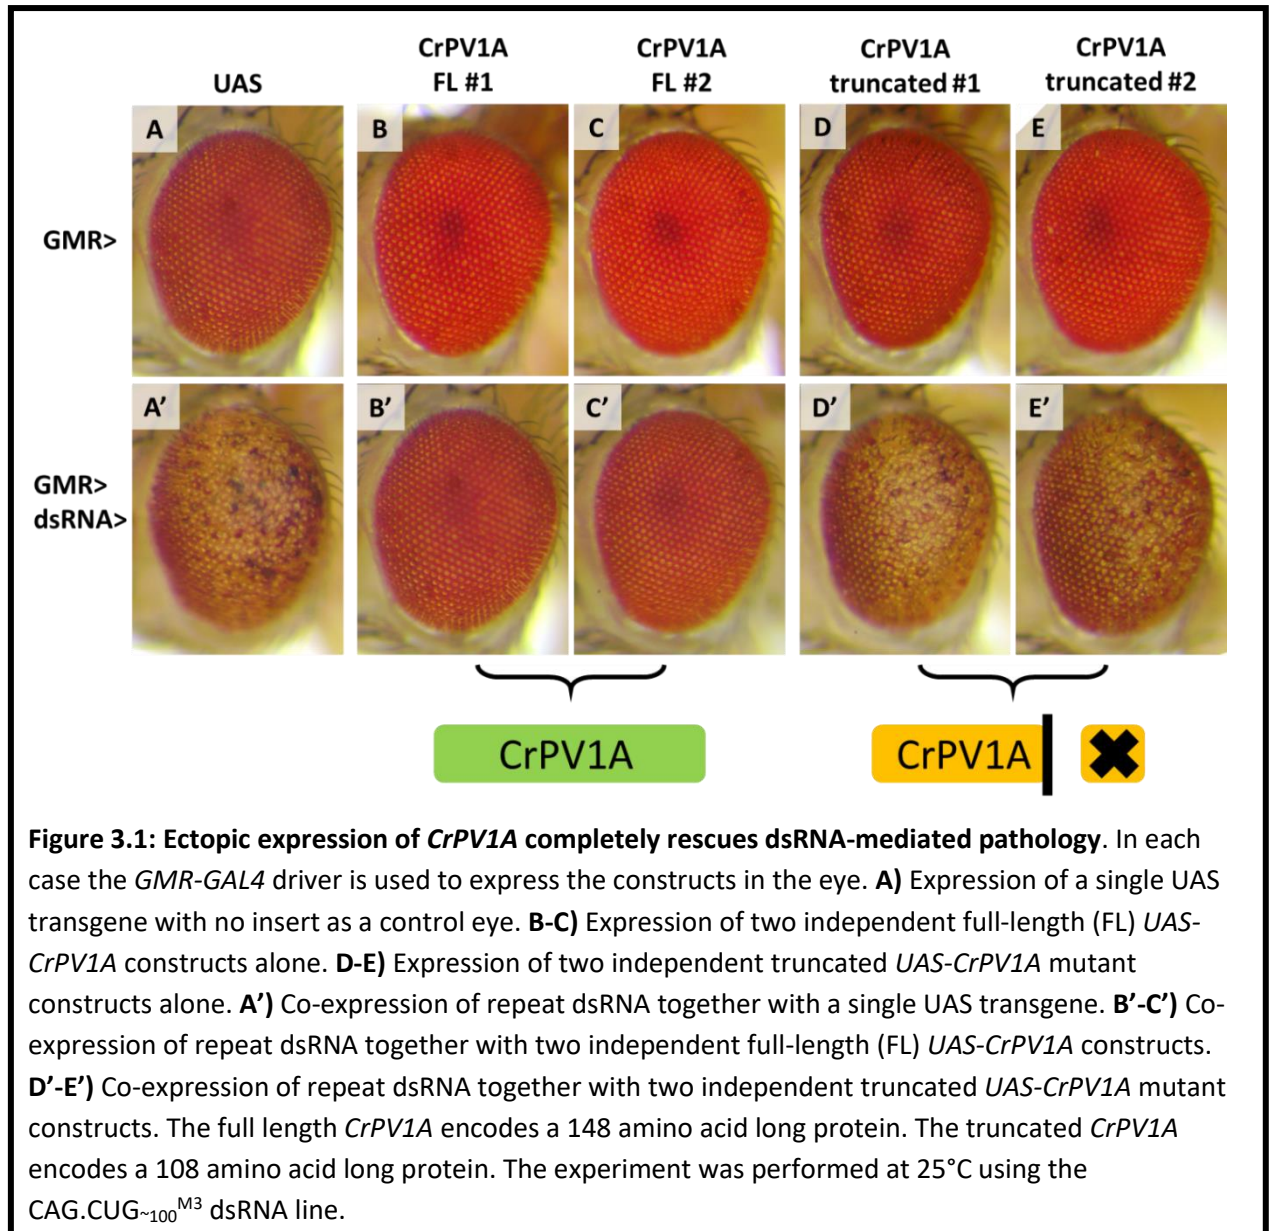 UAS
CrPV1A
FL #1
CrPV1A
FL #2
CrPV1A
truncated #1
CrPV1A
truncated #2
GMR>
A
B
C
D
E
GMR>
dsRNA>
A’
B’
C’
D’
E’
CrPV1A
CrPV1A
Figure 3.1: Ectopic expression of CrPV1A completely rescues dsRNA-mediated pathology. In each
case the GMR-GAL4 driver is used to express the constructs in the eye. A) Expression of a single UAS
transgene with no insert as a control eye. B-C) Expression of two independent full-length (FL) UAS-
CrPV1A constructs alone. D-E) Expression of two independent truncated UAS-CrPV1A mutant
constructs alone. A’) Co-expression of repeat dsRNA together with a single UAS transgene. B’-C’) Co-
expression of repeat dsRNA together with two independent full-length (FL) UAS-CrPV1A constructs.
D’-E’) Co-expression of repeat dsRNA together with two independent truncated UAS-CrPV1A mutant
constructs. The full length CrPV1A encodes a 148 amino acid long protein. The truncated CrPV1A
encodes a 108 amino acid long protein. The experiment was performed at 25°C using the
CAG.CUG~100M3 dsRNA line.